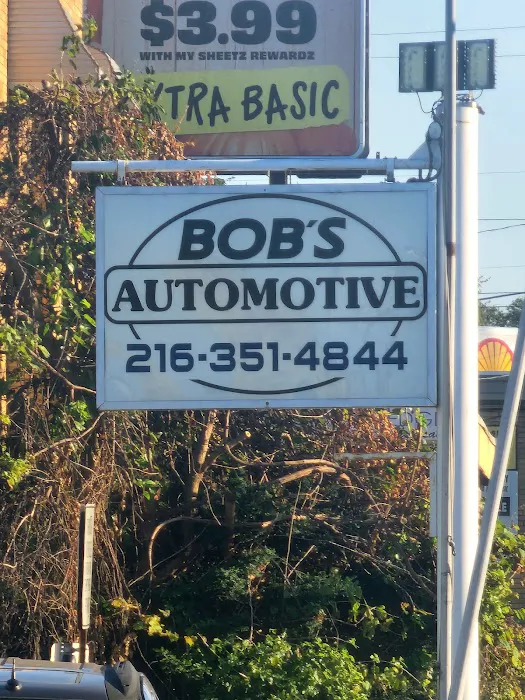 $3.99
WITH MY SHEETZ REWARDZ
XTRA BASIC
BOB'S
AUTOMOTIVE
216-351-4844